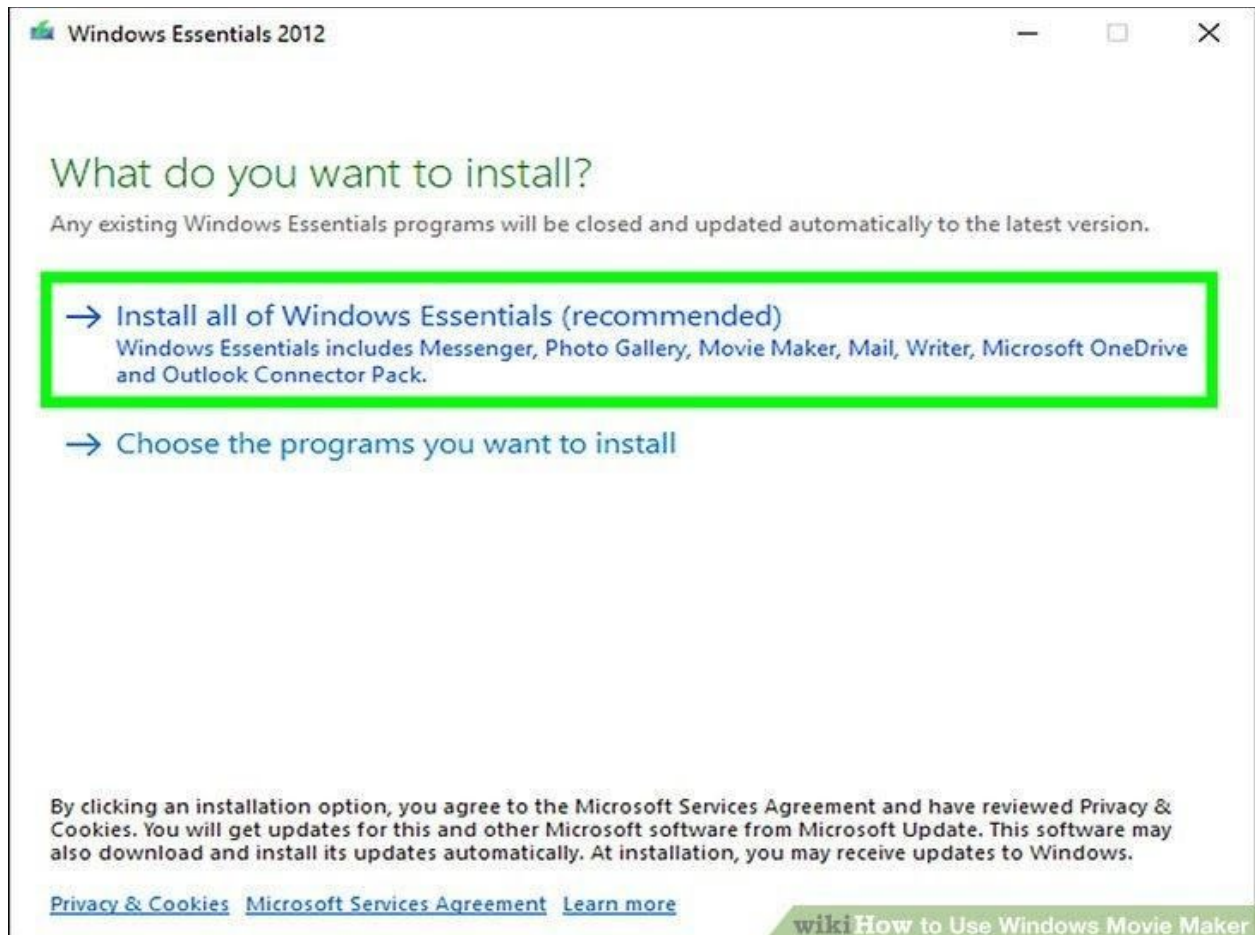 Windows Essentials 2012
What do you want to install?
Any existing Windows Essentials programs will be closed and updated automatically to the latest version.
→ Install all of Windows Essentials (recommended)
Windows Essentials includes Messenger, Photo Gallery, Movie Maker, Mail, Writer, Microsoft OneDrive
and Outlook Connector Pack.
→ Choose the programs you want to install
By clicking an installation option, you agree to the Microsoft Services Agreement and have reviewed Privacy &
Cookies. You will get updates for this and other Microsoft software from Microsoft Update. This software may
also download and install its updates automatically. At installation, you may receive updates to Windows.
Privacy & Cookies Microsoft Services Agreement Learn more
wikiHow to Use Windows Movie Maker